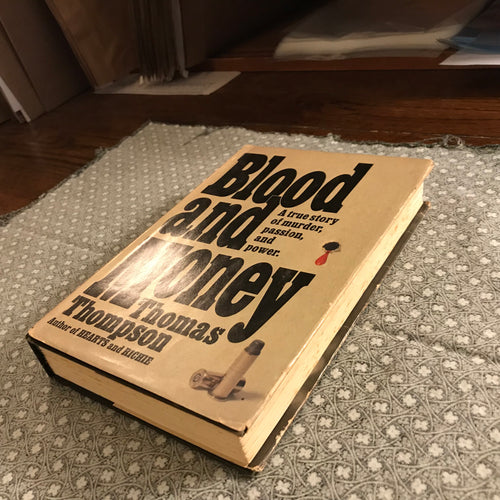 Blood
and
Money
A true story
of murder,
passion,
and
power.
Thomas
Thompson
Author of HEARTS and RICHIE